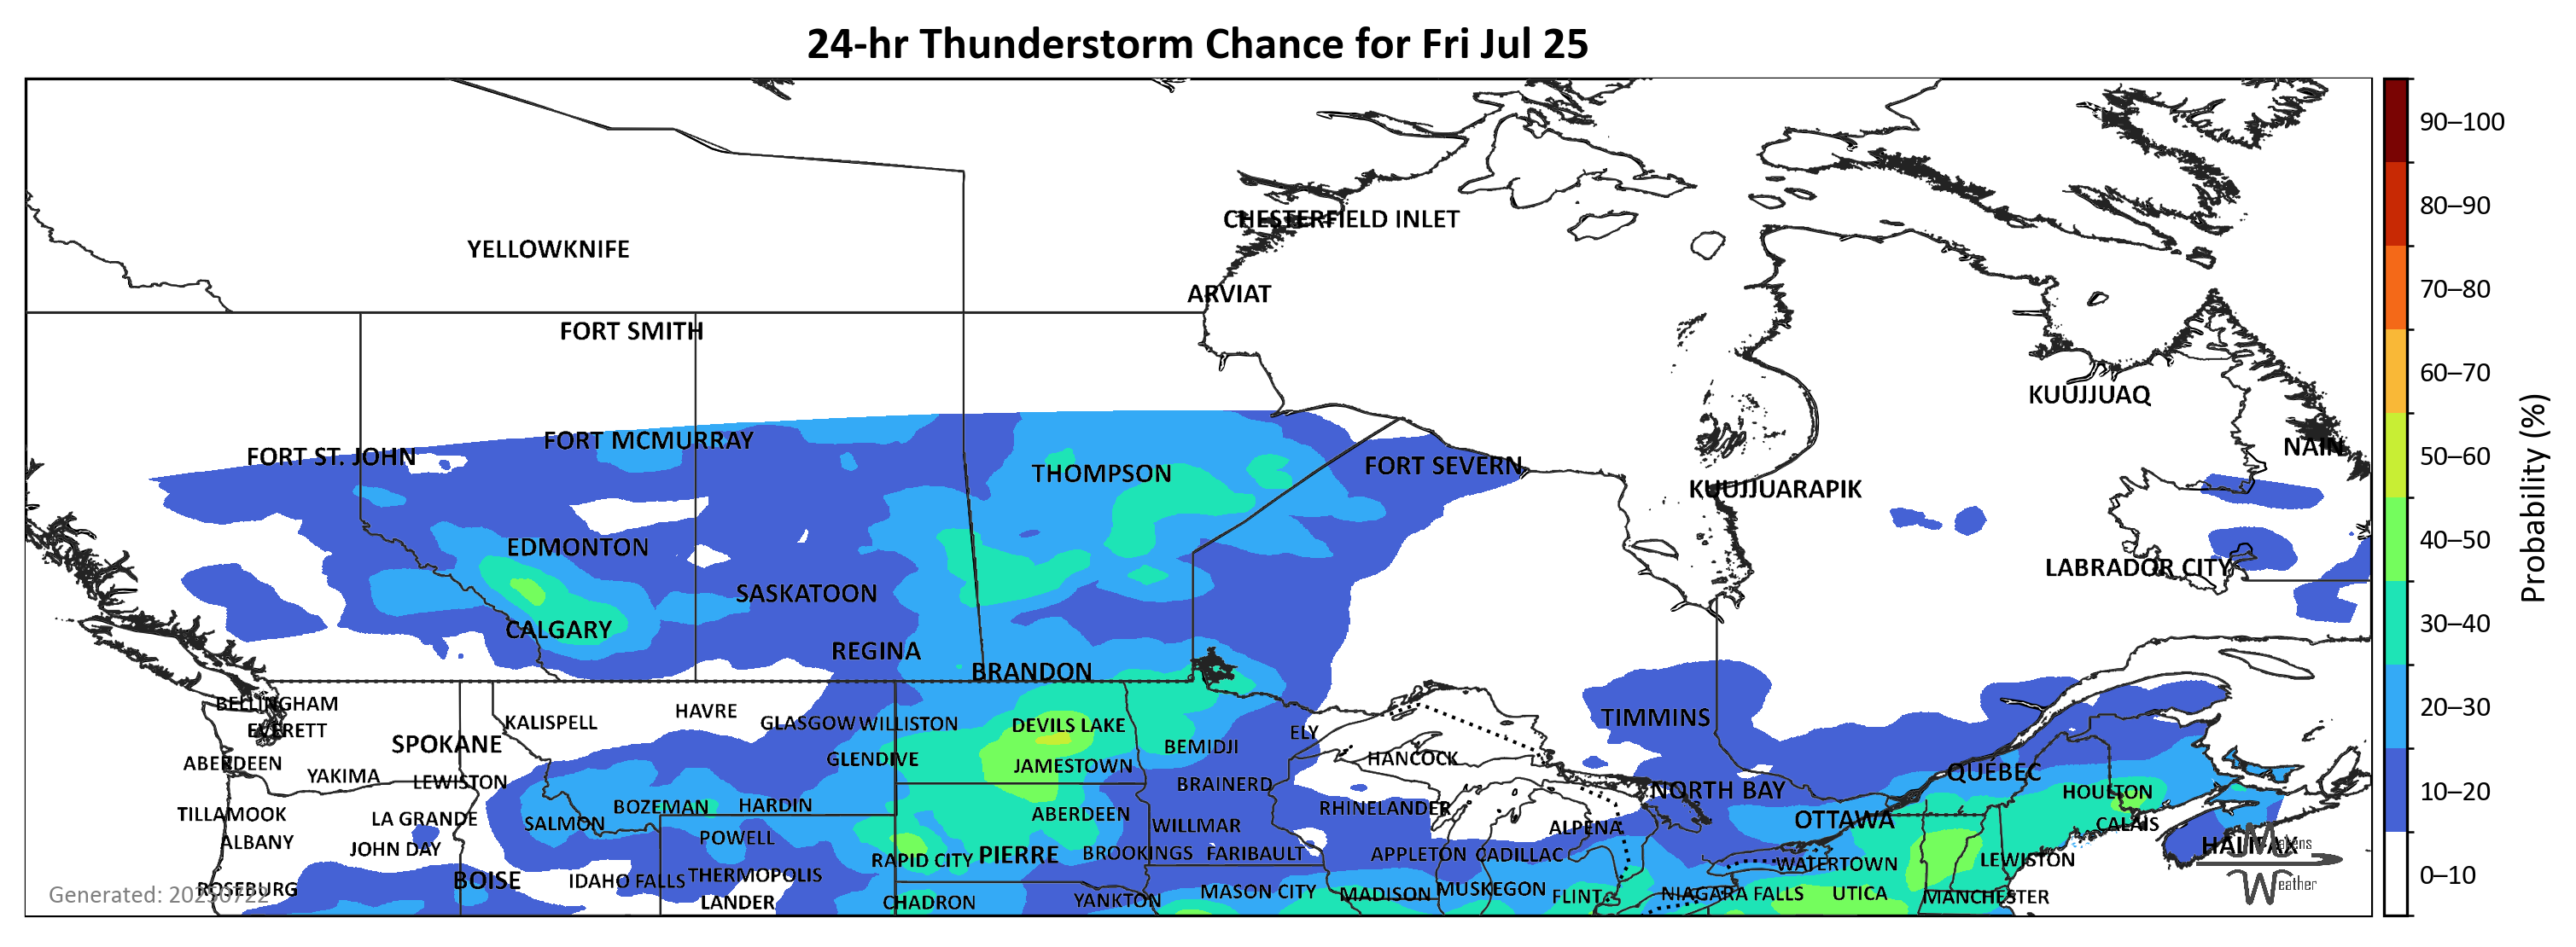 24-hr Thunderstorm Chance for Fri Jul 25
CHESTERFIELD INLET
YELLOWKNIFE
ARVIAT
FORT SMITH
KUUJJUAQ
FORT MCMURRAY
NAIN
FORT ST. JOHN
FORT SEVERN
THOMPSON
KUUJJUARAPIK
EDMONTON
LABRADOR CITY
SASKATOON
CALGARY
REGINA
BRANDON
BELLINGHAM
HAVRE
TIMMINS
KALISPELL
GLASGOW WILLISTON
DEVILS LAKE
EVERETT
ELY
SPOKANE
BEMIDJI
ABERDEEN
GLENDIVE
HANCOCK
JAMESTOWN
QUÉBEC
YAKIMA
LEWISTON
BRAINERD
NORTH BAY
HOULTON
BOZEMAN
HARDIN
RHINELANDER
TILLAMOOK
LA GRANDE
SALMON
ABERDEEN
WILLMAR
ALPENA
OTTAWA
CALAIS
ALBANY
POWELL
JOHN DAY
HALIFAX
RAPID CITY
PIERRE
BROOKINGS
FARIBAULT
APPLETON
CADILLAC
WATERTOWN
LEWISTON
BOISE
IDAHO FALLS
THERMOPOLIS
ROSEBURG
MASON CITY
MADISON
MUSKEGON
FLINT
NIAGARA FALLS
UTICA
MANCHESTER
LANDER
CHADRON
YANKTON
Generated: 20250722
Weather
90–100
80–90
70–80
60–70
50–60
40–50
30–40
20–30
10–20
0–10
Probability (%)